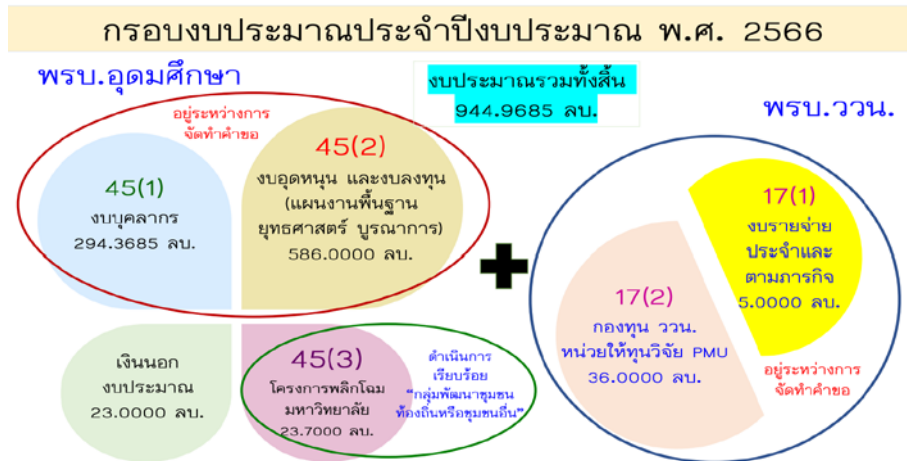 กรอบงบประมาณประจำปีงบประมาณ พ.ศ. 2566
พรบ.อุดมศึกษา
งบประมาณรวมทั้งสิ้น
944.9685 ลบ.
พรบ.ววน.
อยู่ระหว่างการ
จัดทำคำขอ
45(1)
งบบุคลากร
294.3685 ลบ.
45(2)
งบอุดหนุน และงบลงทุน
(แผนงานพื้นฐาน
ยุทธศาสตร์ บูรณาการ)
586.0000 ลบ.
17(1)
งบรายจ่าย
ประจำและ
ตามภารกิจ
5.0000 ลบ.
17(2)
กองทุน ววน.
หน่วยให้ทุนวิจัย PMU
36.0000 ลบ.
อยู่ระหว่างการ
จัดทำคำขอ
เงินนอก
งบประมาณ
23.0000 ลบ.
45(3)
โครงการพลิกโฉม
มหาวิทยาลัย
23.7000 ลบ.
ดำเนินการ
เรียบร้อย
“กลุ่มพัฒนาชุมชน
ท้องถิ่นหรือชุมชนอื่น”